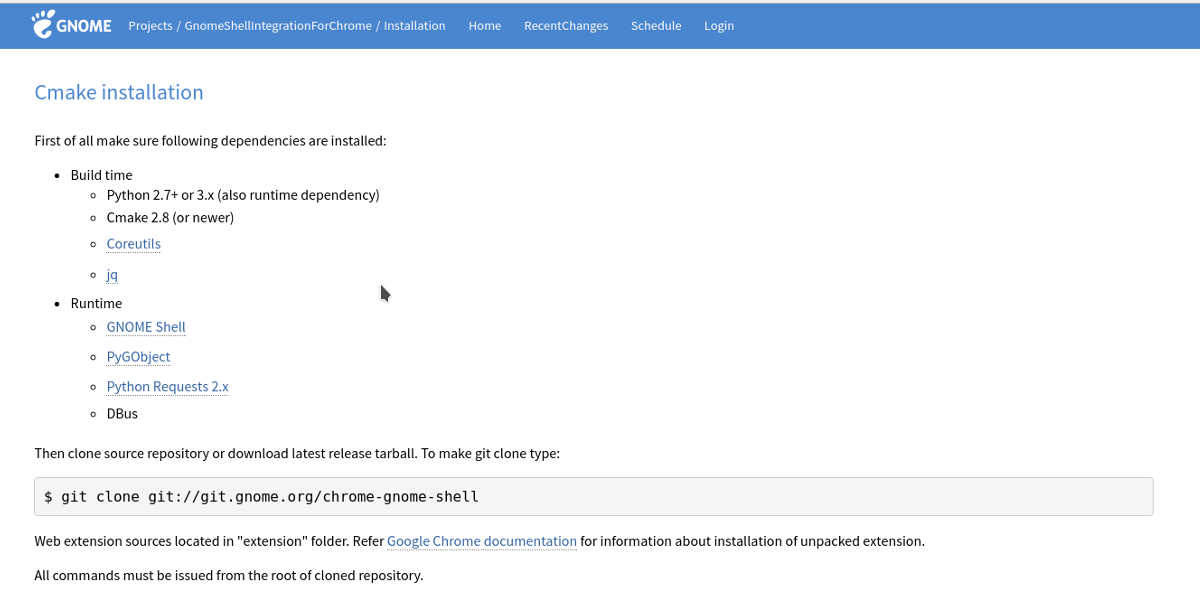 GNOME Projects / GnomeShellIntegrationForChrome / Installation Home RecentChanges Schedule Login
Cmake installation
First of all make sure following dependencies are installed:
Build time
Python 2.7+ or 3.x (also runtime dependency)
Cmake 2.8 (or newer)
Coreutils
jq
Runtime
GNOME Shell
PyGObject
Python Requests 2.x
DBus
Then clone source repository or download latest release tarball. To make git clone type:
$ git clone git://git.gnome.org/chrome-gnome-shell
Web extension sources located in "extension" folder. Refer Google Chrome documentation for information about installation of unpacked extension.
All commands must be issued from the root of cloned repository.